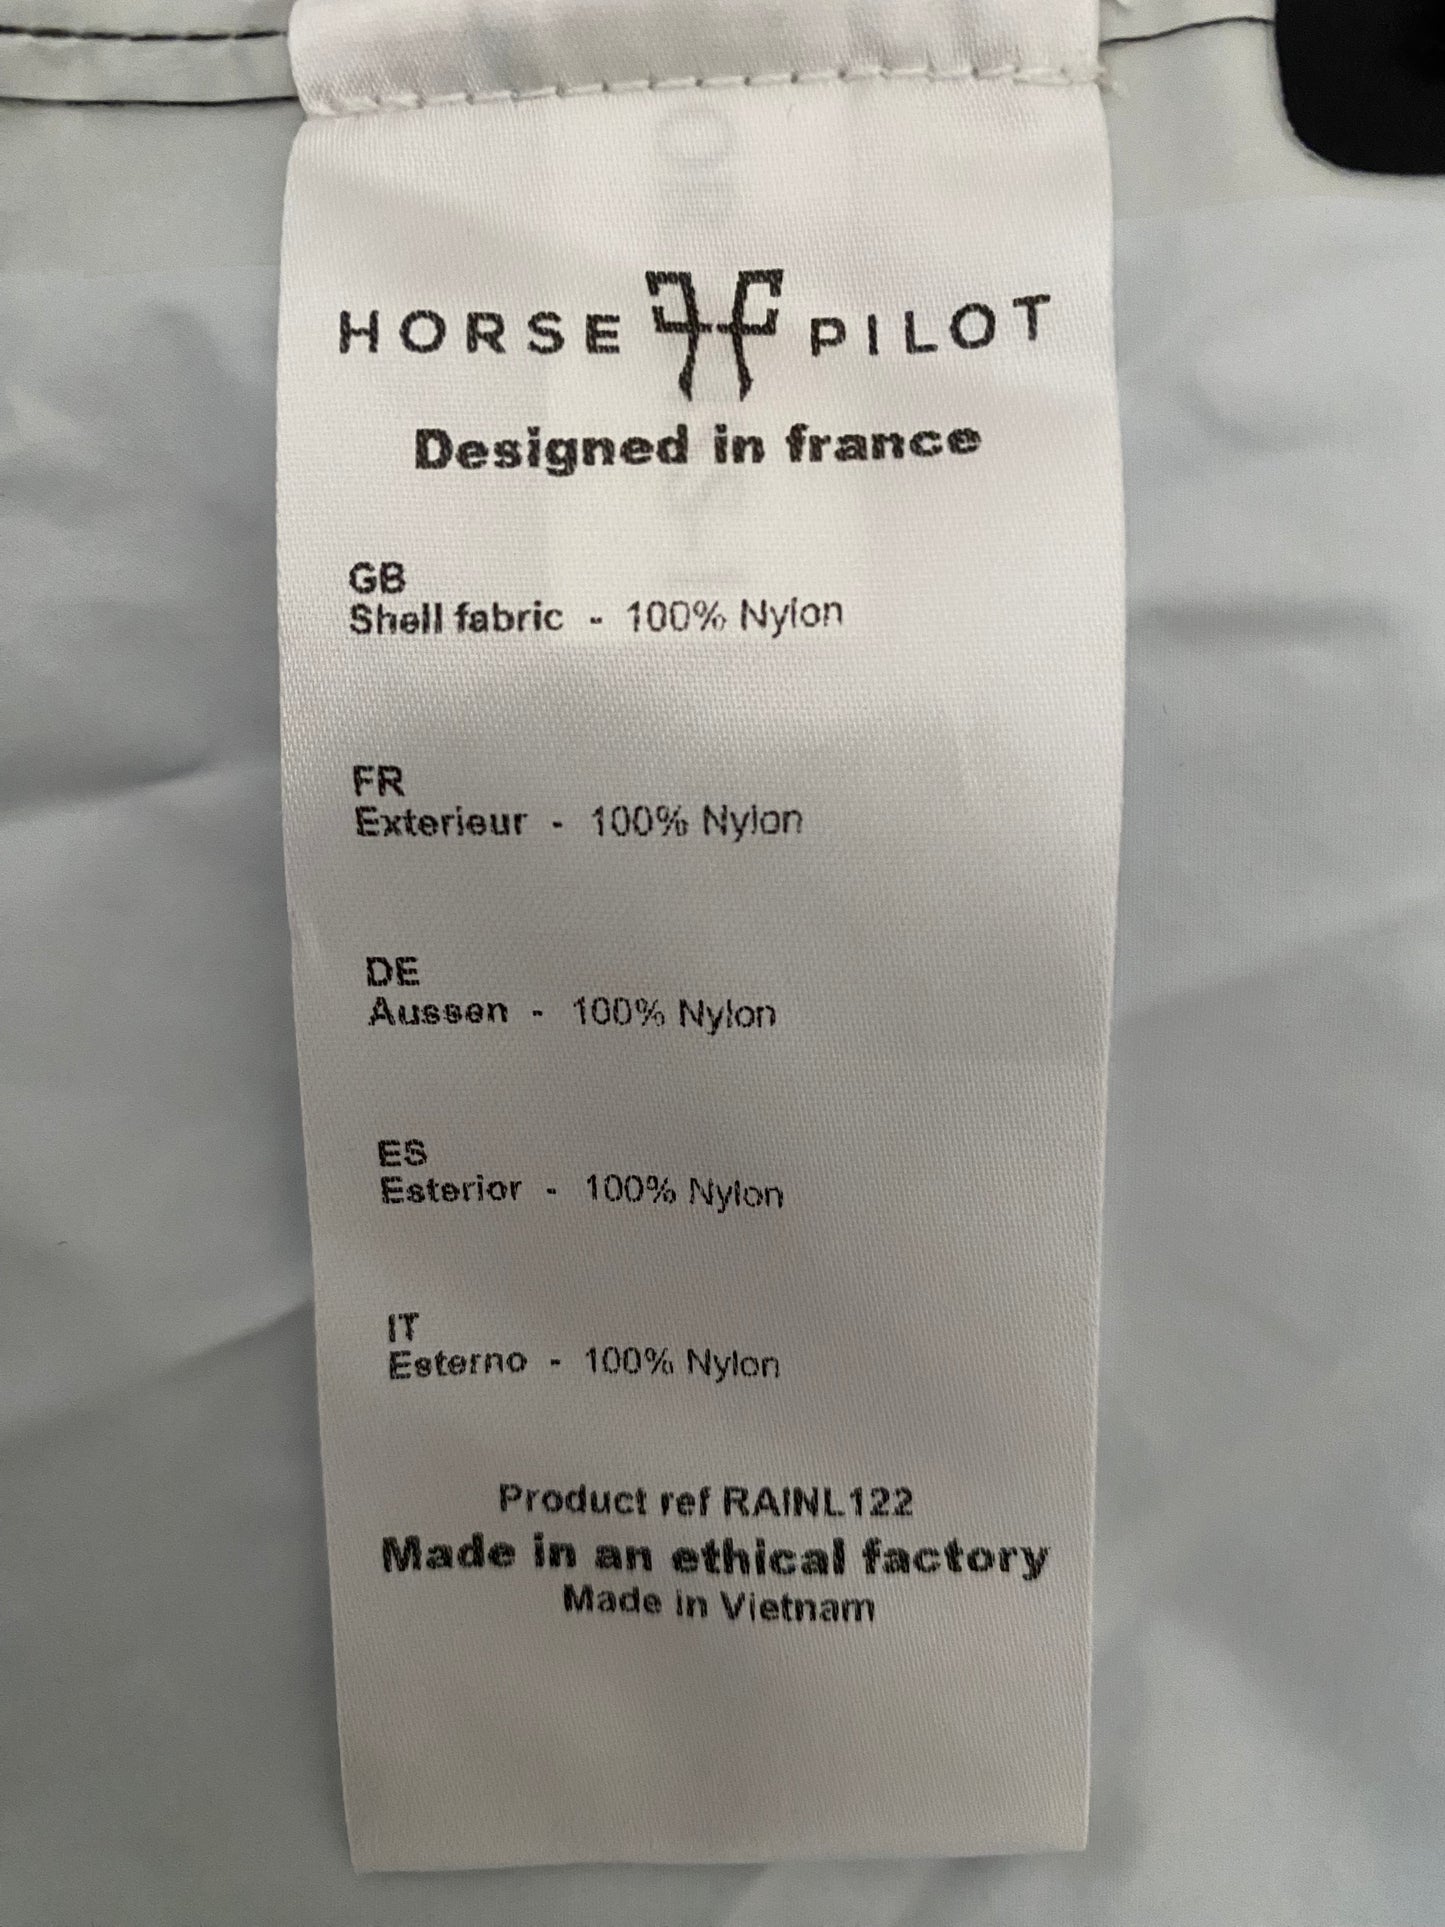 HORSE PILOT
Designed in france
GB
Shell fabric - 100% Nylon
FR
Exterieur - 100% Nylon
DE
Aussen - 100% Nylon
ES
Esterior - 100% Nylon
IT
Esterno - 100% Nylon
Product ref RAINL122
Made in an ethical factory
Made in Vietnam